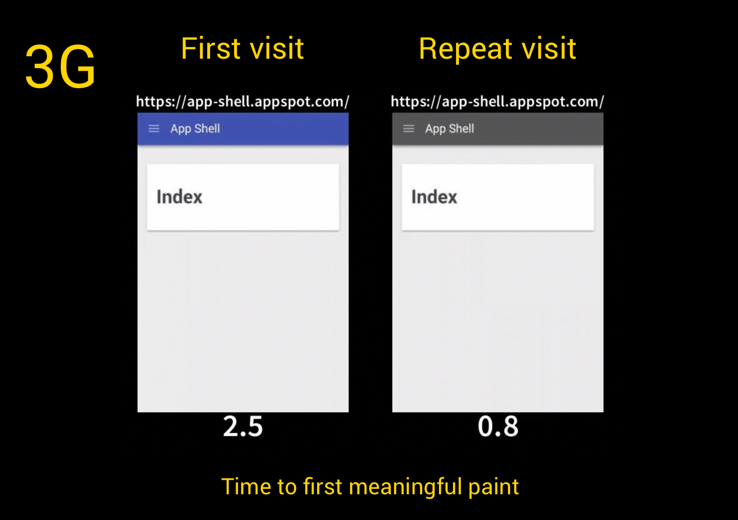 3G
First visit
Repeat visit
https://app-shell.appspot.com/
https://app-shell.appspot.com/
App Shell
App Shell
Index
Index
2.5
0.8
Time to first meaningful paint